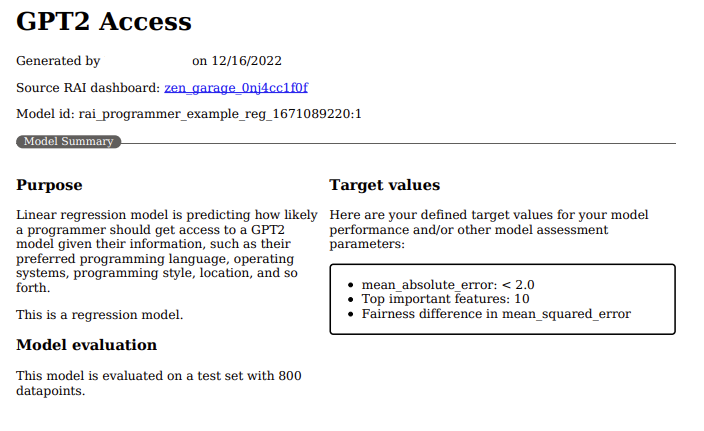 GPT2 Access
Generated by on 12/16/2022
Source RAI dashboard: zen_garage_0nj4cc1f0f
Model id: rai_programmer_example_reg_1671089220:1
Model Summary
Purpose
Linear regression model is predicting how likely
a programmer should get access to a GPT2
model given their information, such as their
preferred programming language, operating
systems, programming style, location, and so
forth.
This is a regression model.
Model evaluation
This model is evaluated on a test set with 800
datapoints.
Target values
Here are your defined target values for your model
performance and/or other model assessment
parameters:
• mean_absolute_error: < 2.0
• Top important features: 10
• Fairness difference in mean_squared_error